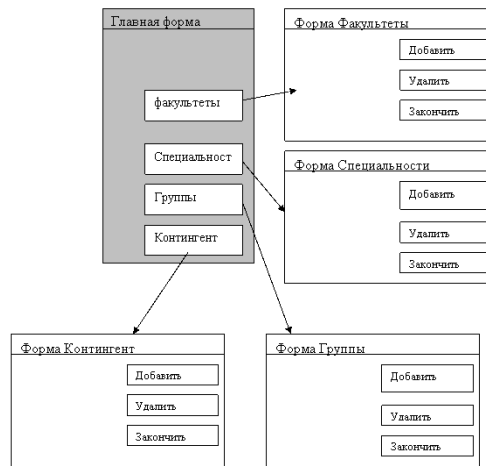 Главная форма
факультеты
Специальност
Группы
Контингент
Форма Факультеты
Добавить
Удалить
Закончить
Форма Специальности
Добавить
Удалить
Закончить
Форма Контингент
Добавить
Удалить
Закончить
Форма Группы
Добавить
Удалить
Закончить